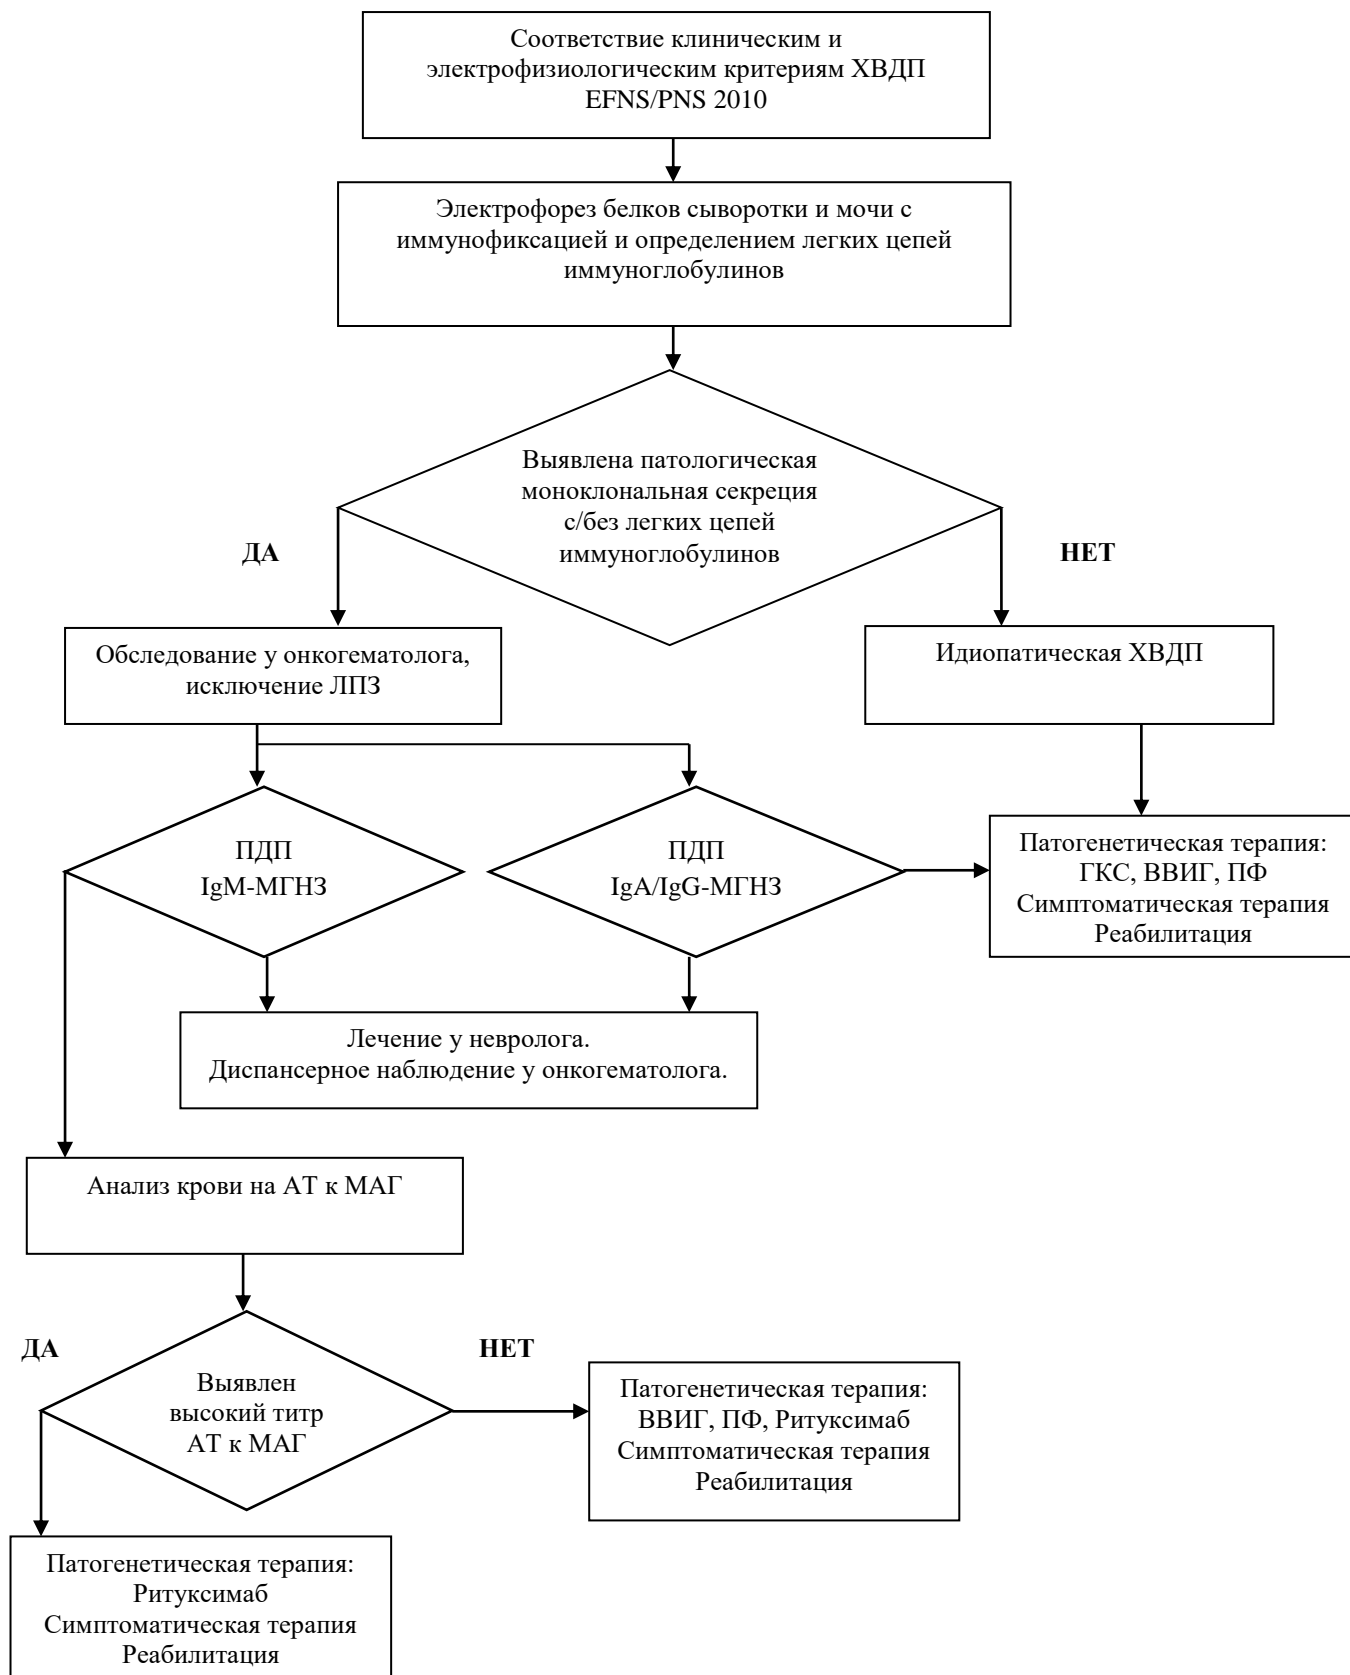 Соответствие клиническим и
электрофизиологическим критериям ХВДП
EFNS/PNS 2010
Электрофорез белков сыворотки и мочи с
иммунофиксацией и определением легких цепей
иммуноглобулинов
Выявлена патологическая
моноклональная секреция
с/без легких цепей
иммуноглобулинов
ДА
НЕТ
Обследование у онкогематолога,
исключение ЛПЗ
Идиопатическая ХВДП
ПДП
IgM-МГНЗ
ПДП
IgA/IgG-МГНЗ
Патогенетическая терапия:
ГКС, ВВИГ, ПФ
Симптоматическая терапия
Реабилитация
Лечение у невролога.
Диспансерное наблюдение у онкогематолога.
Анализ крови на АТ к МАГ
ДА
НЕТ
Выявлен
высокий титр
АТ к МАГ
Патогенетическая терапия:
ВВИГ, ПФ, Ритуксимаб
Симптоматическая терапия
Реабилитация
Патогенетическая терапия:
Ритуксимаб
Симптоматическая терапия
Реабилитация